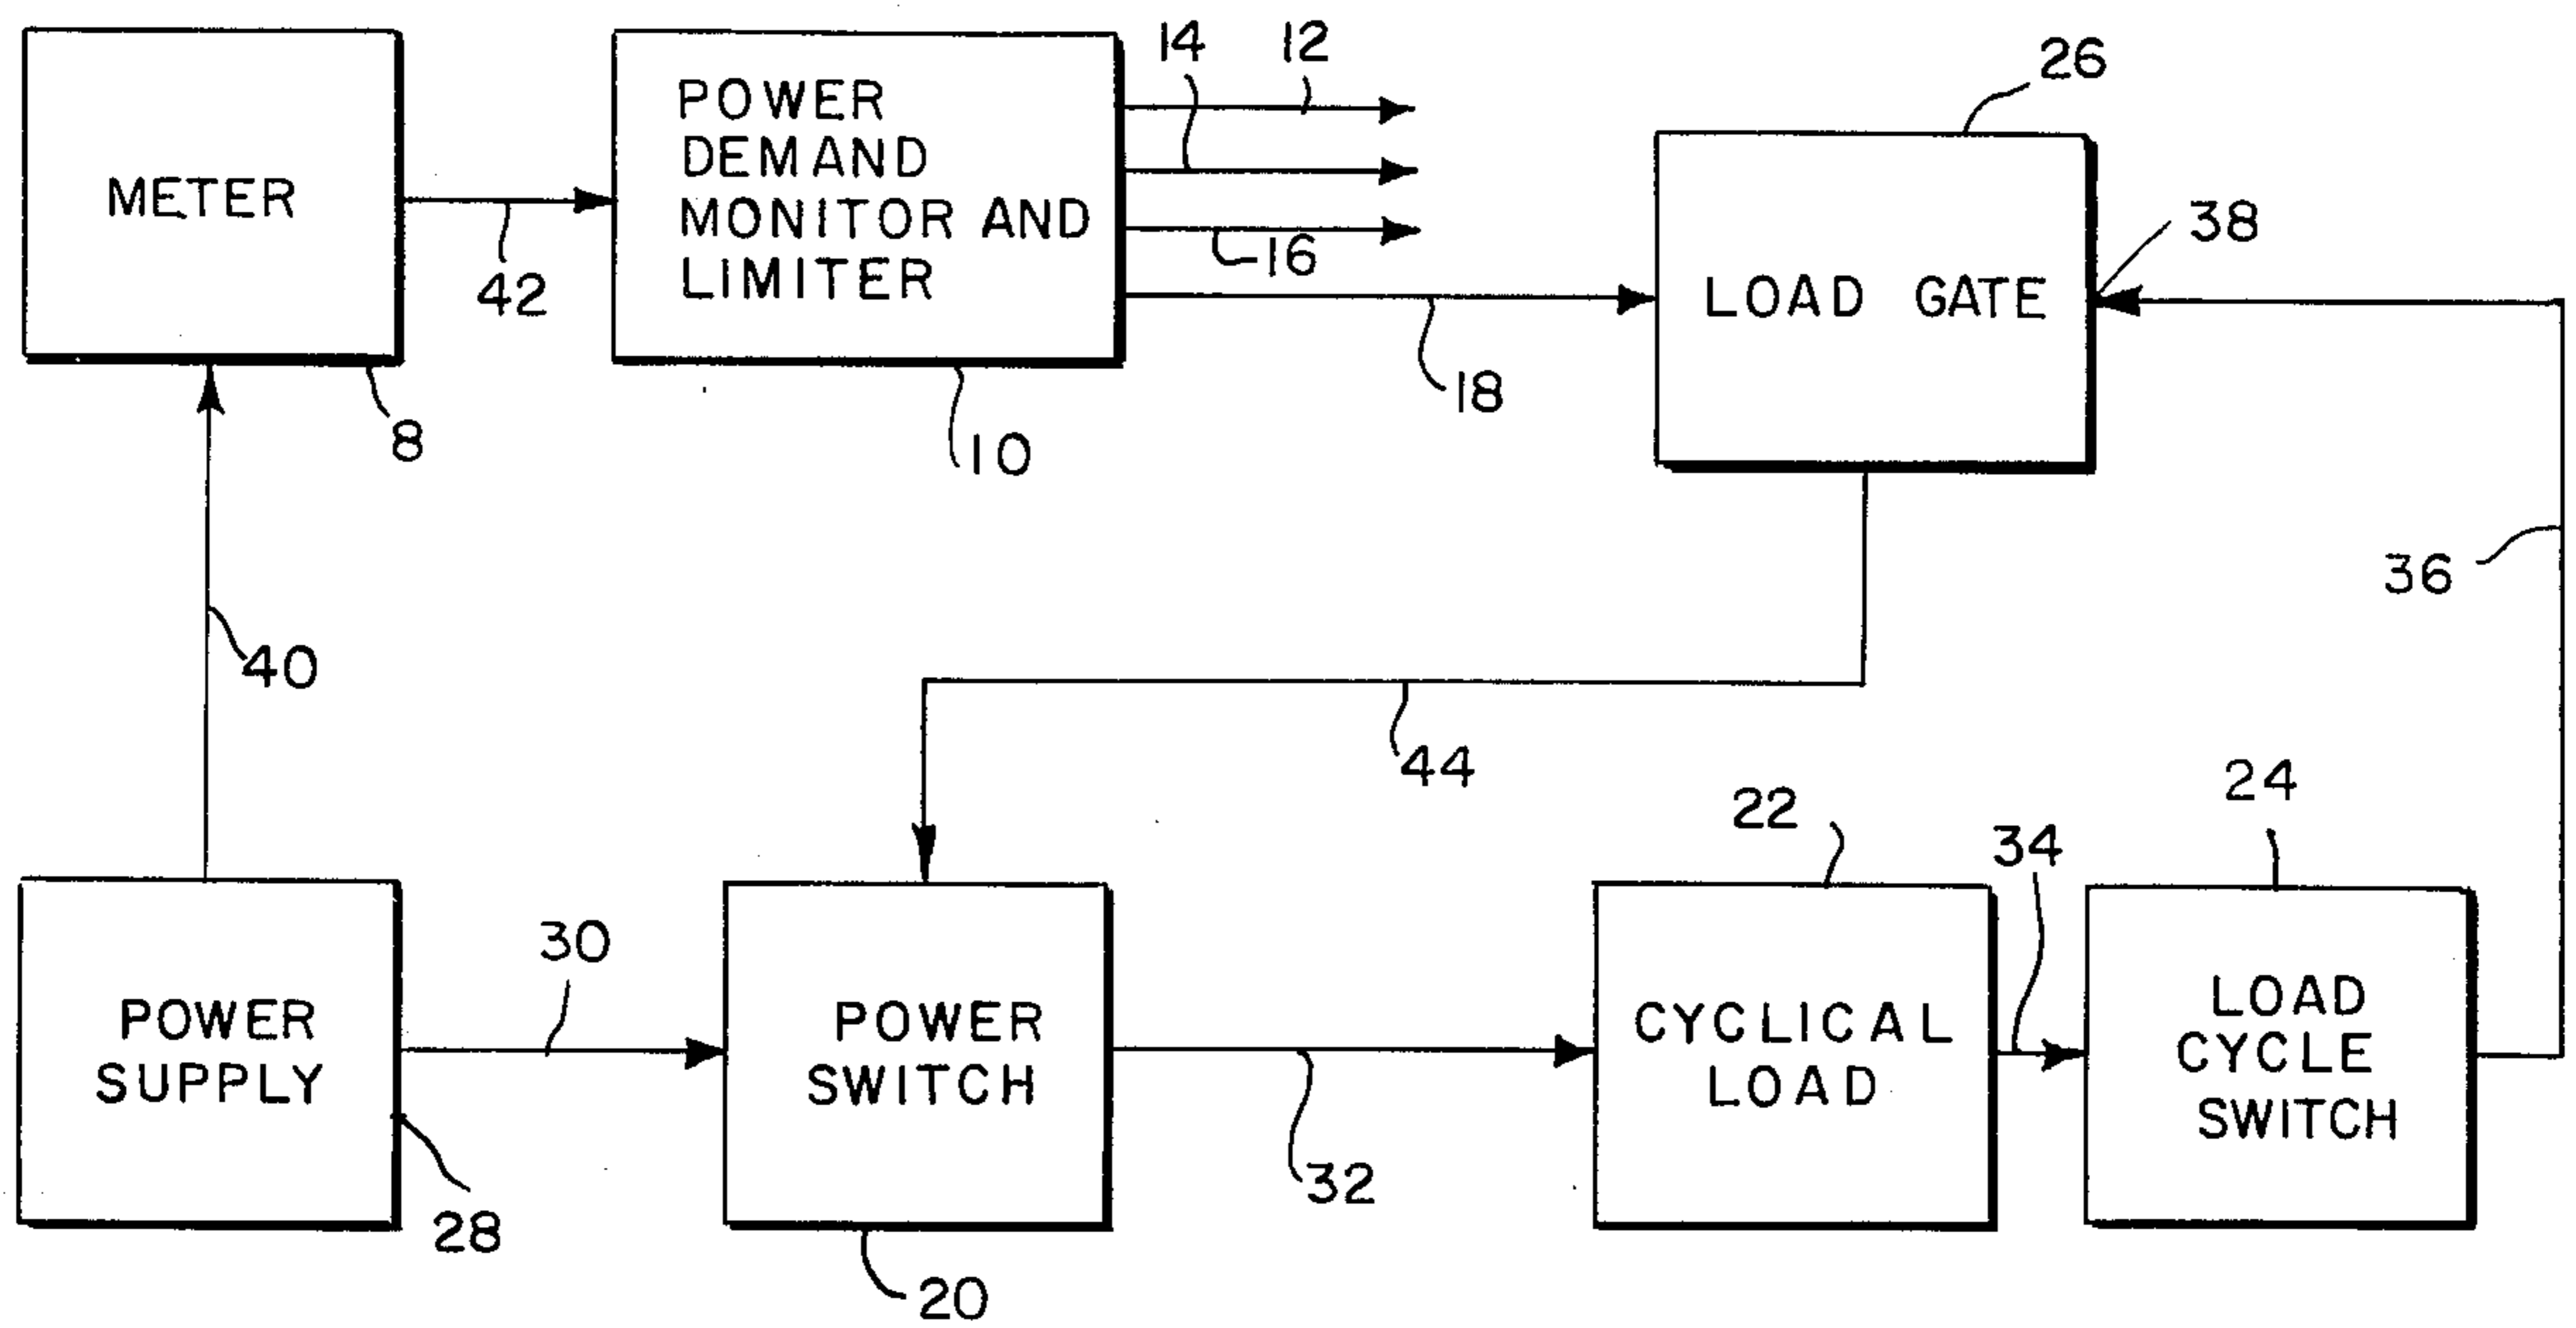 METER
8
42
POWER
DEMAND
MONITOR AND
LIMITER
10
14
12
16
18
26
LOAD GATE
38
36
40
44
POWER
SUPPLY
28
30
POWER
SWITCH
20
32
22
CYCLICAL
LOAD
34
24
LOAD
CYCLE
SWITCH